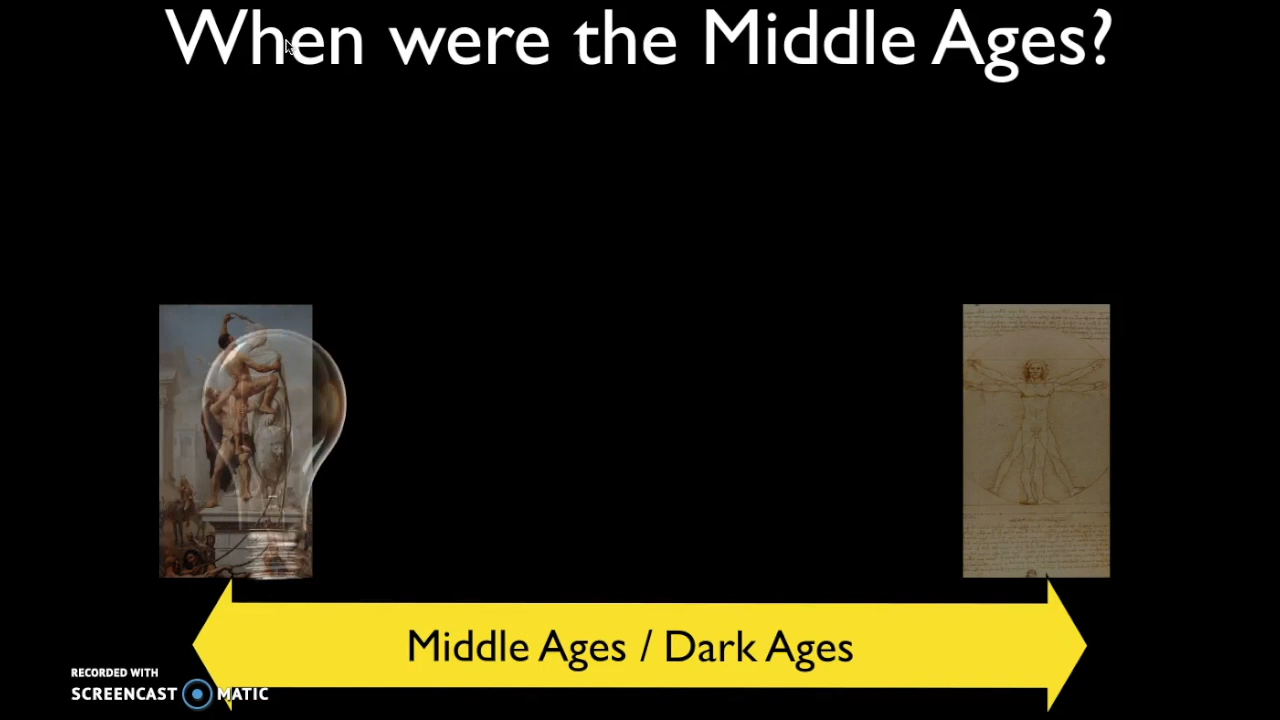 When were the Middle Ages?
Middle Ages / Dark Ages
RECORDED WITH
SCREENCAST MATIC